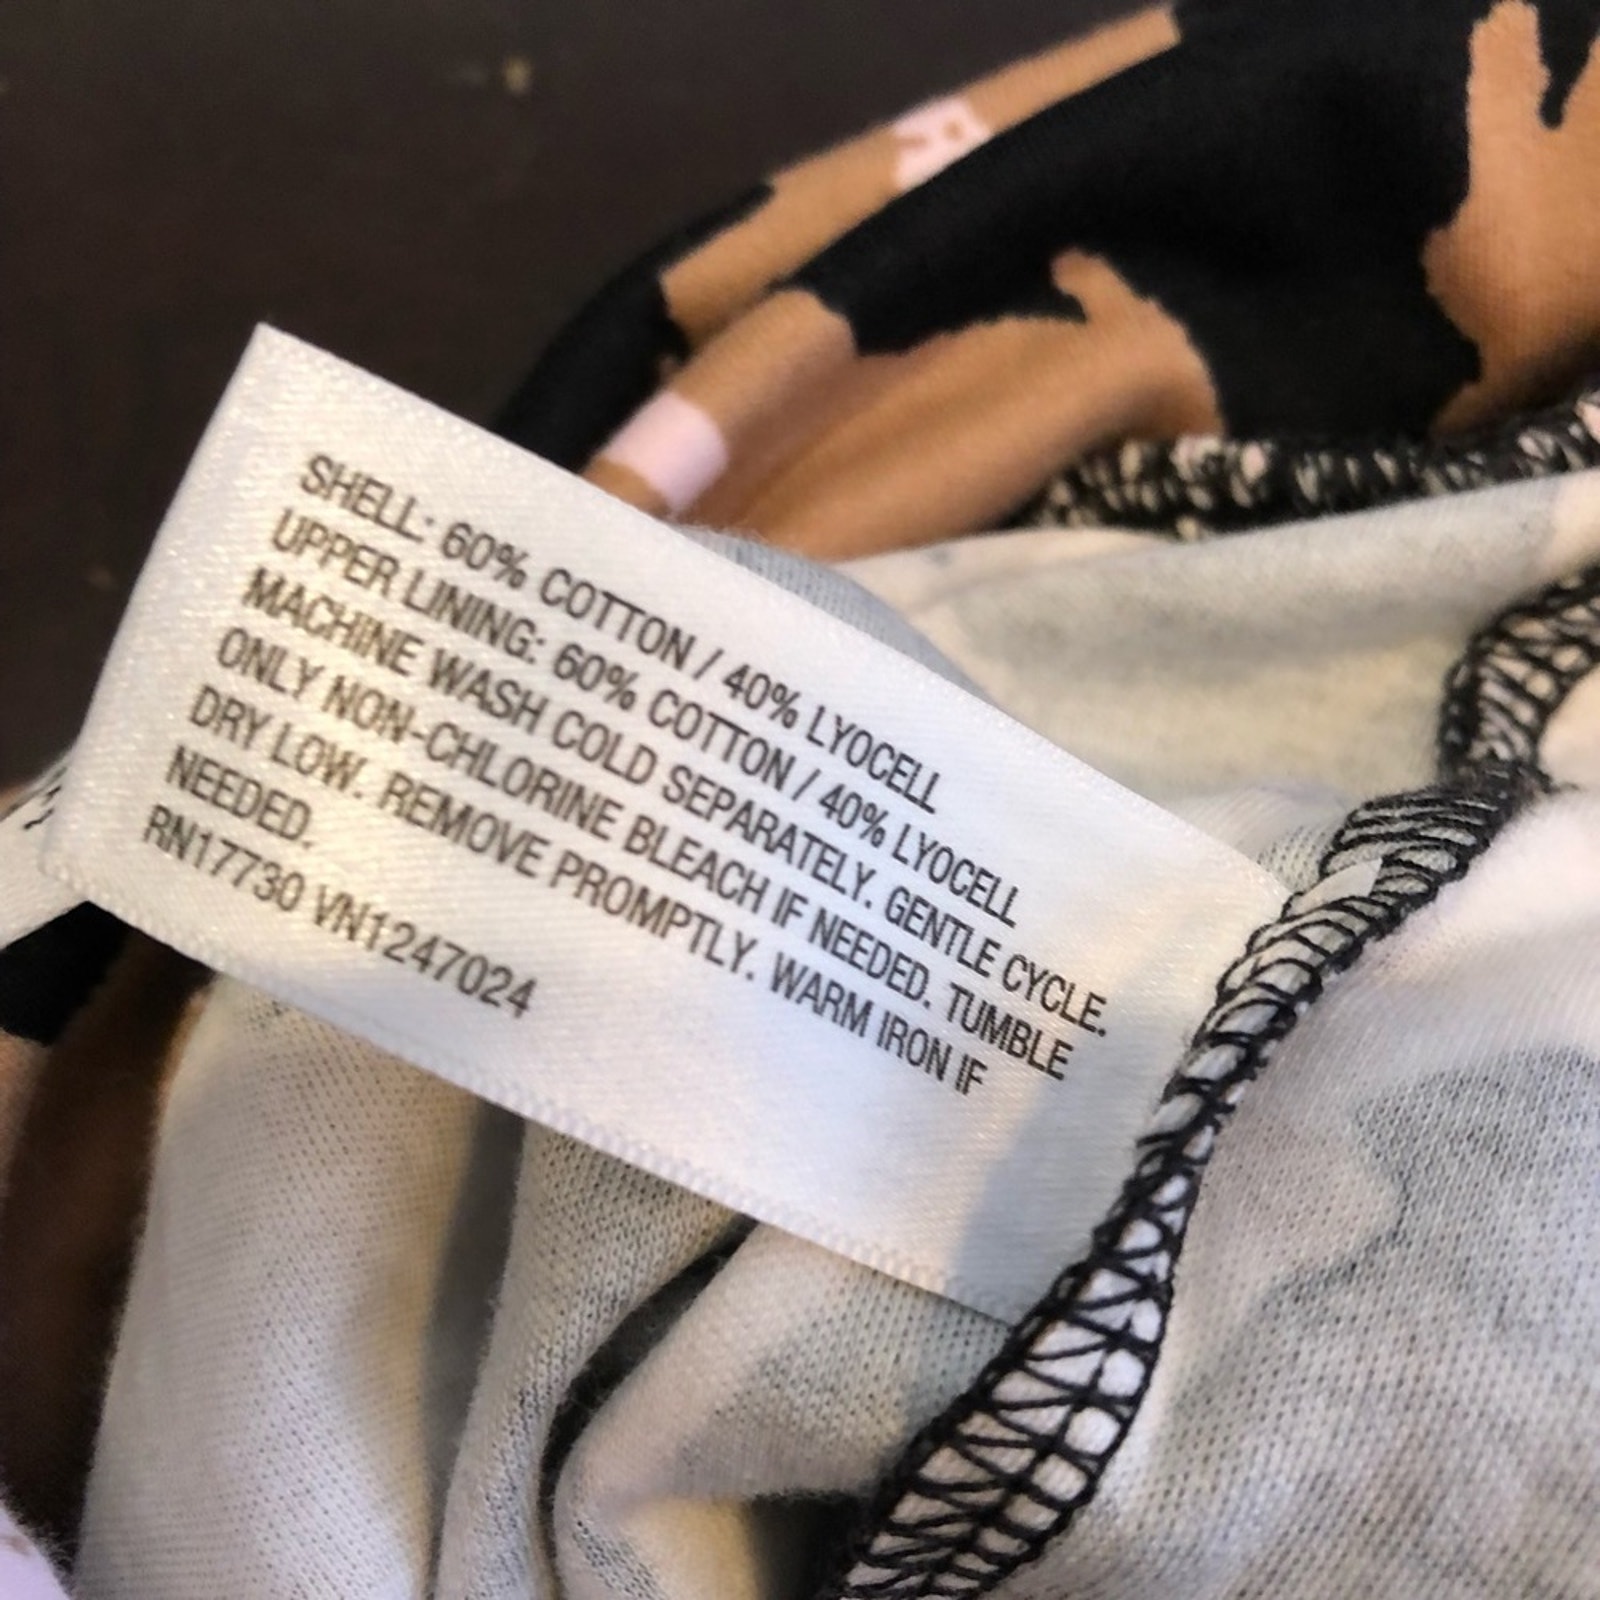 SHELL: 60% COTTON / 40% LYOCELL
UPPER LINING: 60% COTTON / 40% LYOCELL
MACHINE WASH COLD SEPARATELY. GENTLE CYCLE.
ONLY NON-CHLORINE BLEACH IF NEEDED. TUMBLE
DRY LOW. REMOVE PROMPTLY. WARM IRON IF
NEEDED.
RN17730 VN1247024